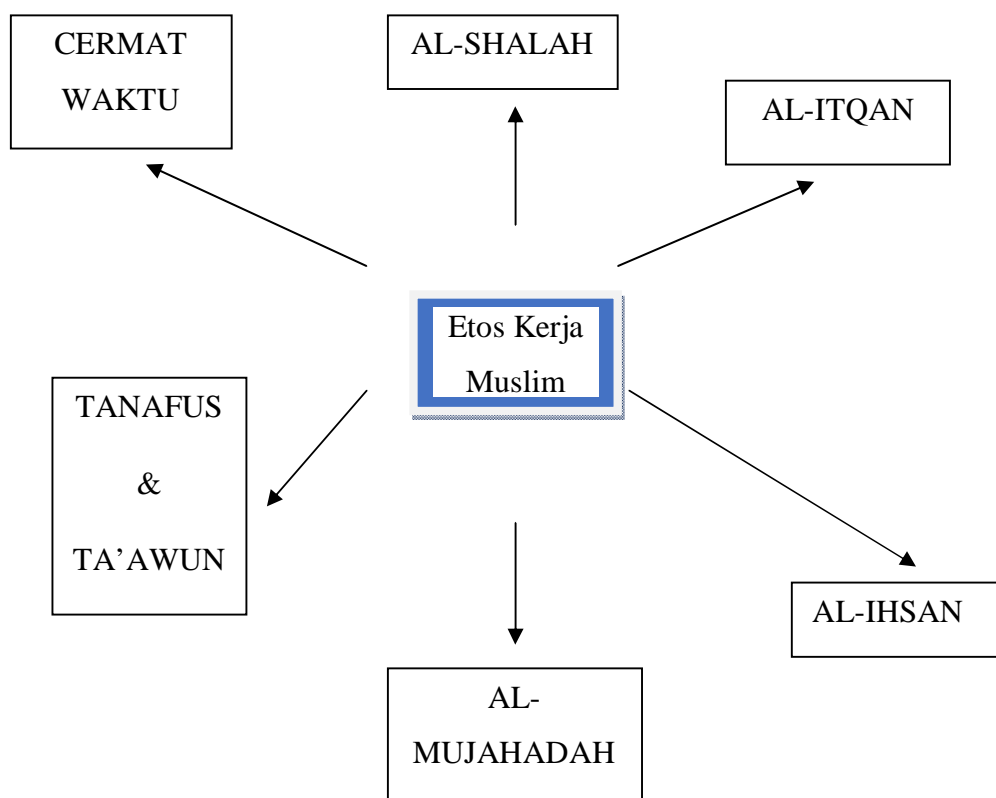 CERMAT
WAKTU
AL-SHALAH
AL-ITQAN
Etos Kerja
Muslim
TANAFUS
&
TA’AWUN
AL-IHSAN
AL-
MUJAHADAH